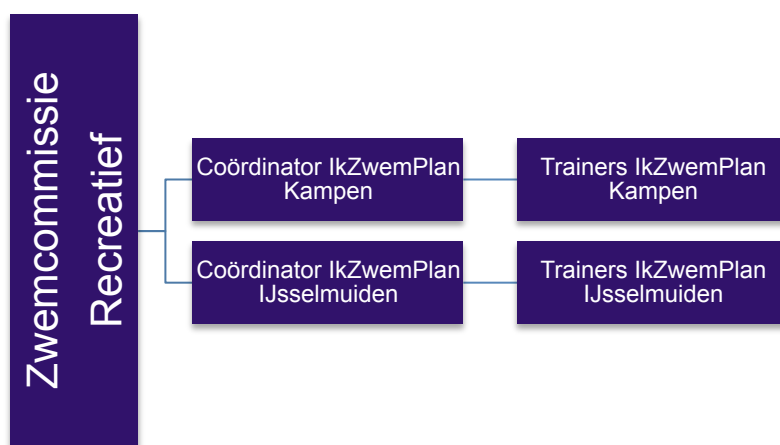 Zwemcommissie
Recreatief
Coördinator IkZwemPlan
Kampen
Trainers IkZwemPlan
Kampen
Coördinator IkZwemPlan
IJsselmuiden
Trainers IkZwemPlan
IJsselmuiden